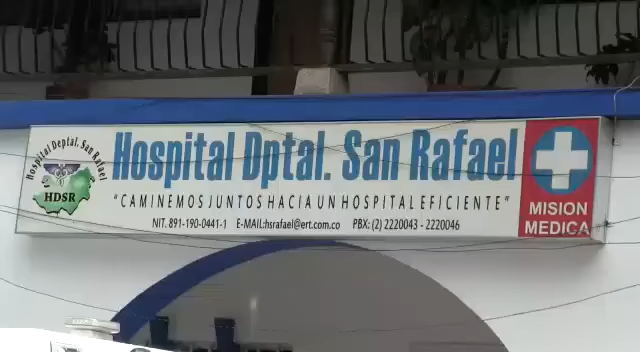 Hospital Deptal. San Rafael
HDSR
Hospital Dptal. San Rafael
"CAMINEMOS JUNTOS HACIA UN HOSPITAL EFICIENTE"
NIT. 891-190-0441-1 E-MAIL:hsrafael@ert.com.co PBX: (2) 2220043 - 2220046
MISION
MEDICA